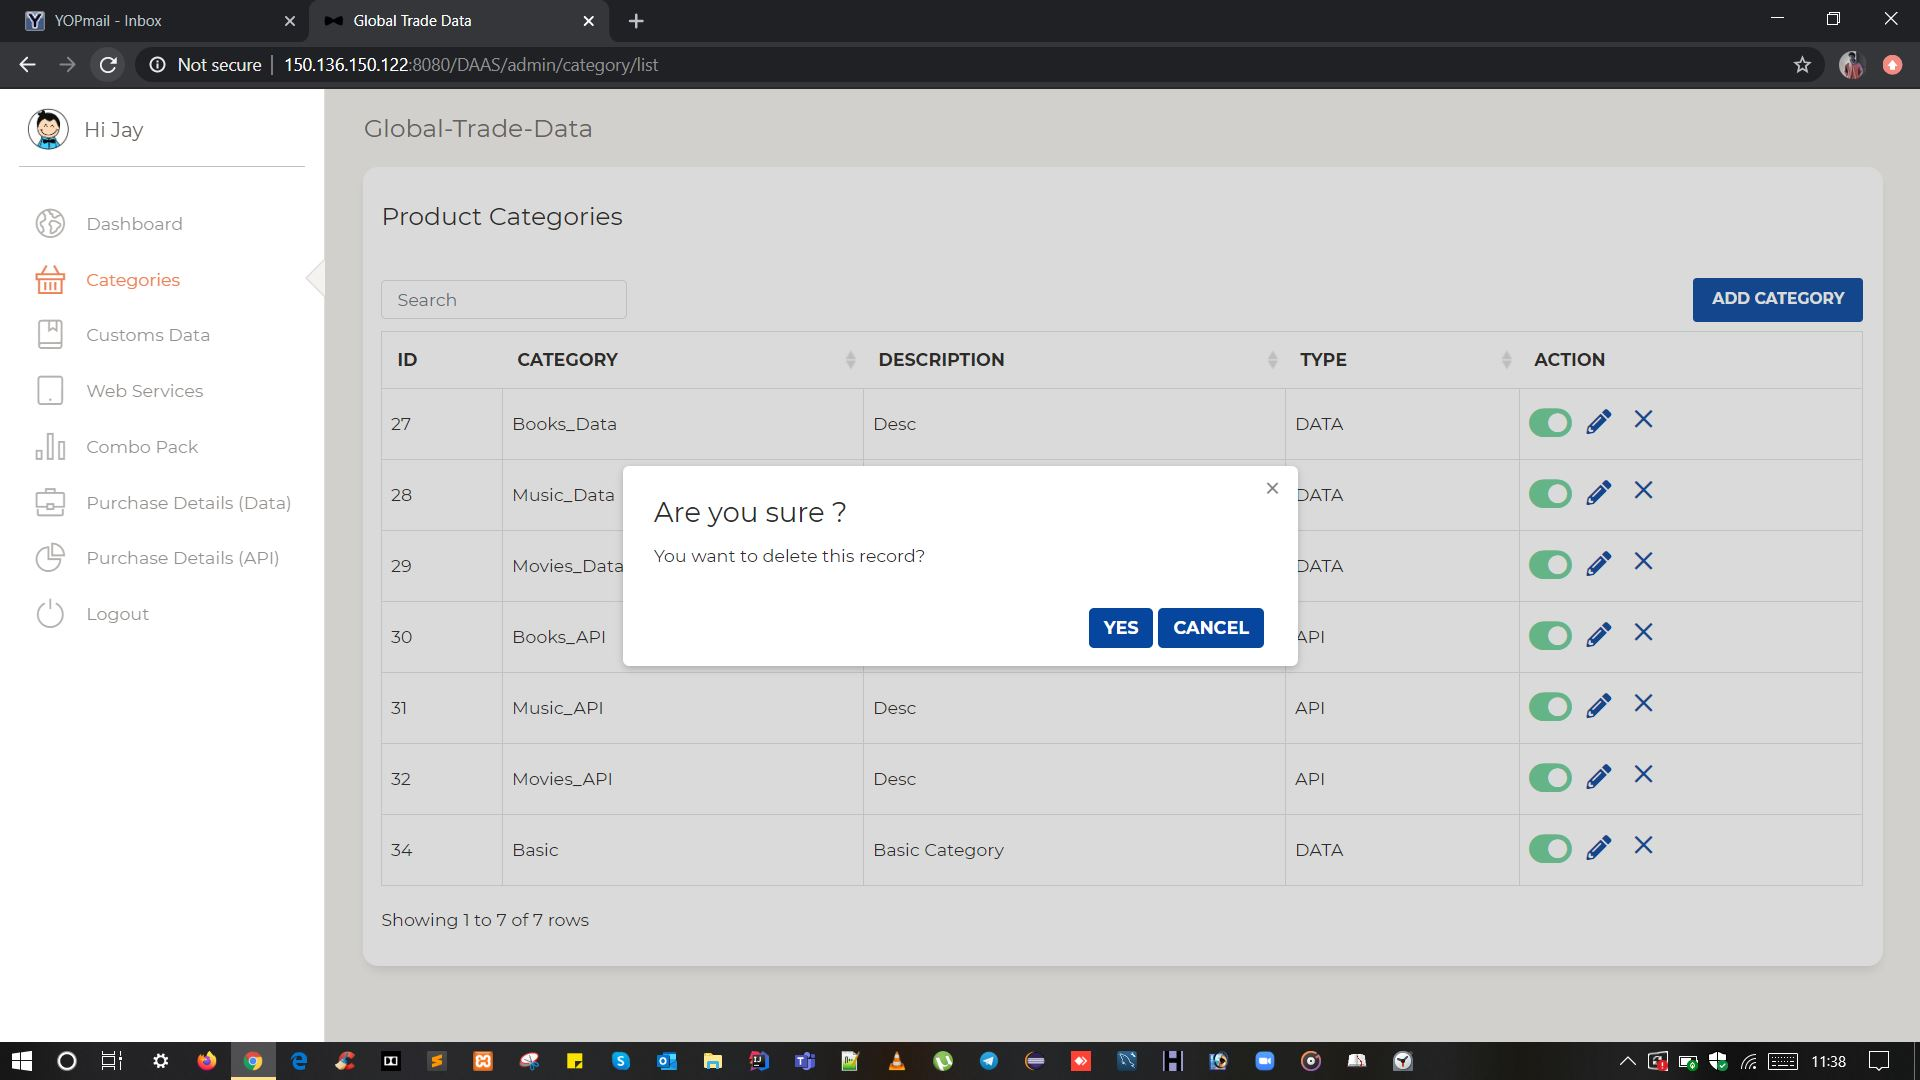 YOPmail - Inbox
Global Trade Data
Not secure
150.136.150.122:8080/DAAS/admin/category/list
Hi Jay
Dashboard
Categories
Customs Data
Web Services
Combo Pack
Purchase Details (Data)
Purchase Details (API)
Logout
Global-Trade-Data
Product Categories
Search
ADD CATEGORY
ID CATEGORY DESCRIPTION TYPE ACTION
27 Books_Data Desc DATA
28 Music_Data DATA
29 Movies_Data DATA
30 Books_API API
31 Music_API Desc API
32 Movies_API Desc API
34 Basic Basic Category DATA
Showing 1 to 7 of 7 rows
Are you sure ?
You want to delete this record?
YES CANCEL
11:38